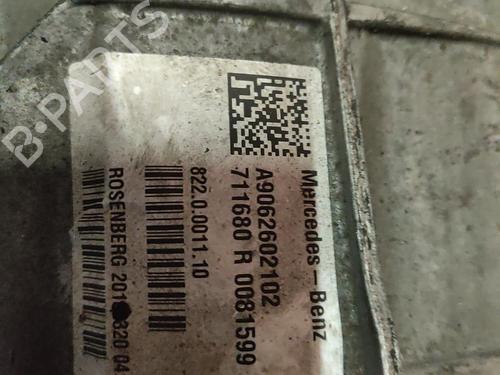 Mercedes-Benz
A9062602102
711680 R 0081599
822.0.0011.10
ROSENBERG
B-PARTS